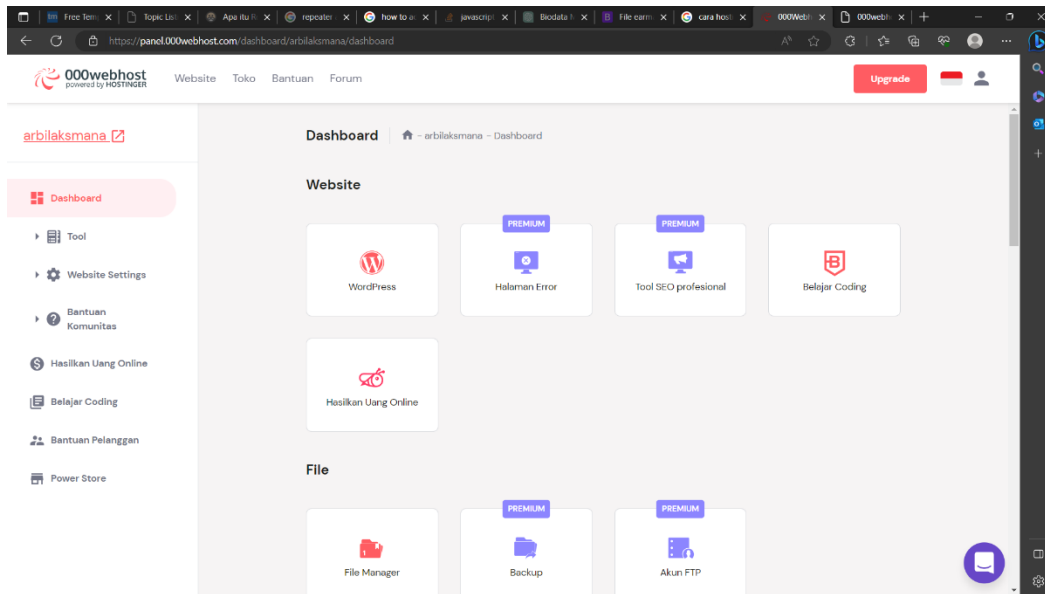 Free Tem
Topic List
Apa itu R
repeater
how to ac
javascript
Biodata
File earm
cara host
000Webh
000webh
https://panel.000webhost.com/dashboard/arbilaksmana/dashboard
000webhost
powered by HOSTINGER
Website Toko Bantuan Forum
Upgrade
arbilaksmana
Dashboard
Tool
Website Settings
Bantuan
Komunitas
Hasilkan Uang Online
Belajar Coding
Bantuan Pelanggan
Power Store
Dashboard
– arbilaksmana – Dashboard
Website
WordPress
PREMIUM
Halaman Error
PREMIUM
Tool SEO profesional
Belajar Coding
Hasilkan Uang Online
File
File Manager
PREMIUM
Backup
PREMIUM
Akun FTP